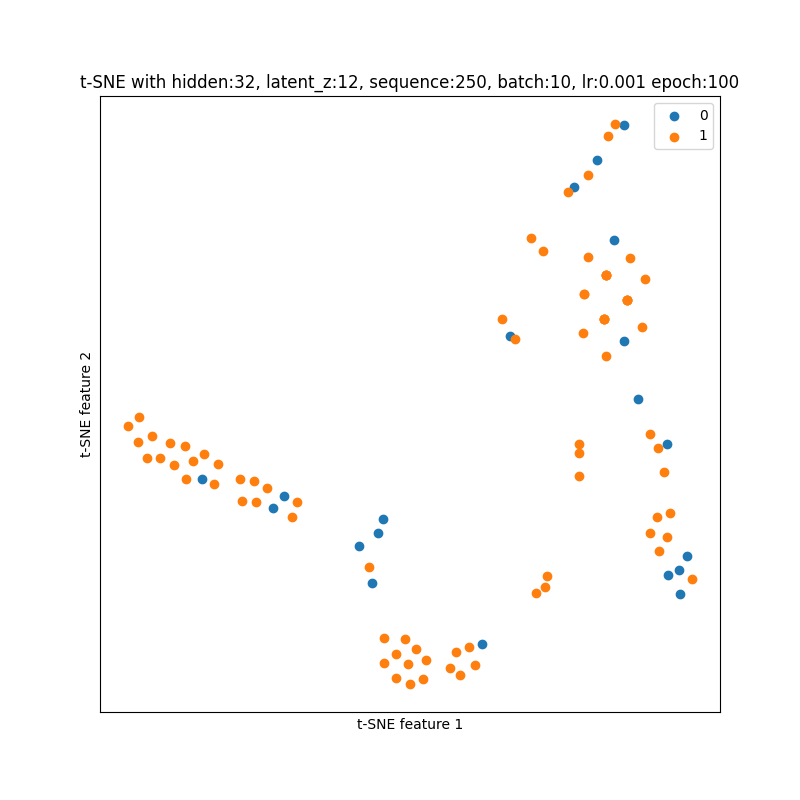 t-SNE with hidden:32, latent_z:12, sequence:250, batch:10, lr:0.001 epoch:100
0
1
t-SNE feature 2
t-SNE feature 1